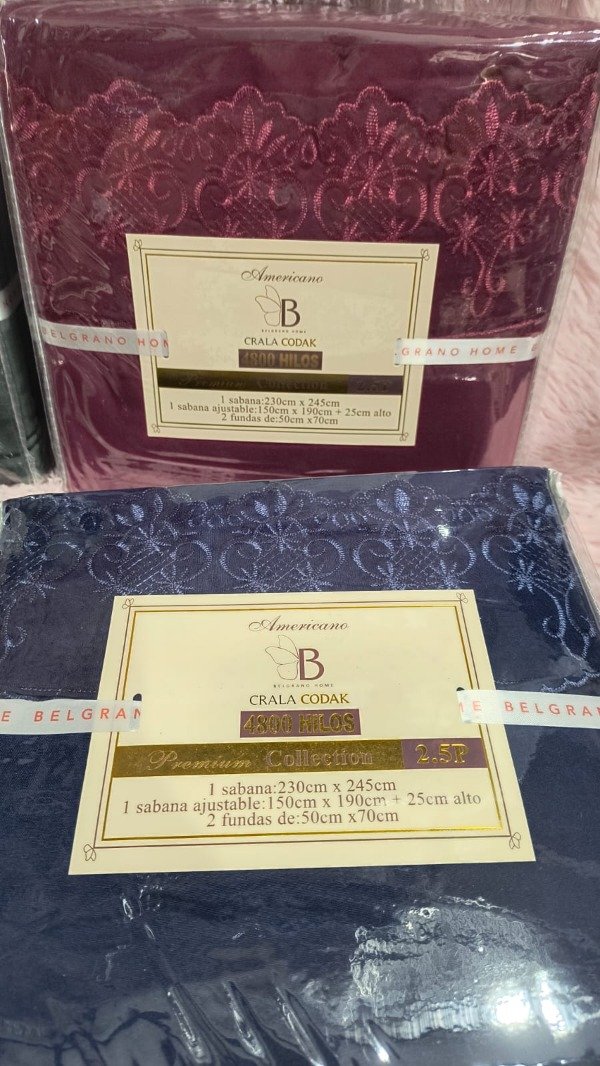 Americano
B
BELGRANO HOME
CRALA CODAK
4800 HILOS
Premium Collection 2.5P
1 sabana:230cm x 245cm
1 sabana ajustable:150cm x 190cm + 25cm alto
2 fundas de:50cm x70cm
BELGRANO HOM
GRANO HOME
Americano
B
BELGRANO HOME
CRALA CODAK
4800 HILOS
Premium Collection 2.5P
1 sabana:230cm x 245cm
1 sabana ajustable:150cm x 190cm + 25cm alto
2 fundas de:50cm x70cm
E BELGRAN
ME BELGRA